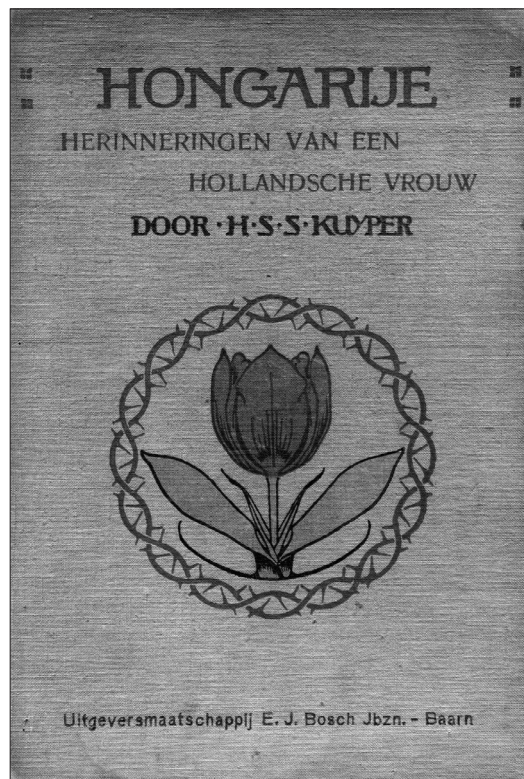 HONGARIJE
HERINNERINGEN VAN EEN
HOLLANDSCHE VROUW
DOOR·H·S·S·KUYPER
Uitgeversmaatschappij E. J. Bosch Jbzn. - Baarn